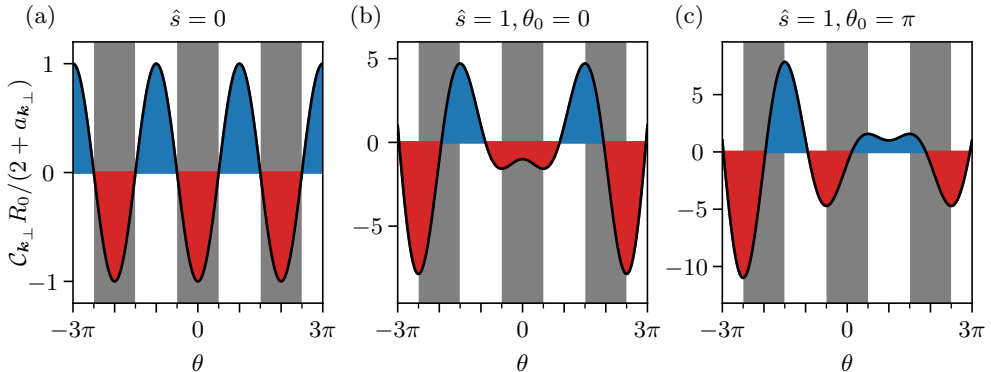 (a) ŝ = 0
(b) ŝ = 1, θ₀ = 0
(c) ŝ = 1, θ₀ = π
𝒞_{𝒌⊥} R₀/(2 + a_{𝒌⊥})
1
0
−1
−3π 0 3π
θ
5
0
−5
−3π 0 3π
θ
5
0
−5
−10
−3π 0 3π
θ